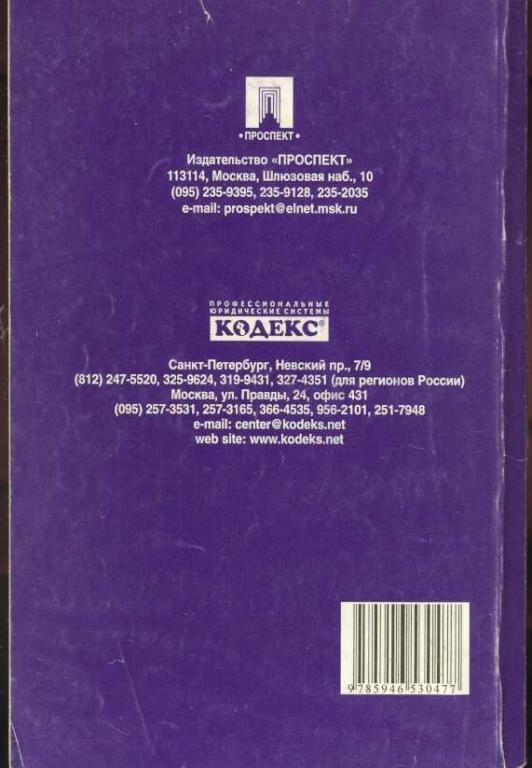 • ПРОСПЕКТ •
Издательство «ПРОСПЕКТ»
113114, Москва, Шлюзовая наб., 10
(095) 235-9395, 235-9128, 235-2035
e-mail: prospekt@elnet.msk.ru
ПРОФЕССИОНАЛЬНЫЕ
ЮРИДИЧЕСКИЕ СИСТЕМЫ
КОДЕКС®
Санкт-Петербург, Невский пр., 7/9
(812) 247-5520, 325-9624, 319-9431, 327-4351 (для регионов России)
Москва, ул. Правды, 24, офис 431
(095) 257-3531, 257-3165, 366-4535, 956-2101, 251-7948
e-mail: center@kodeks.net
web site: www.kodeks.net
9 785946 530477